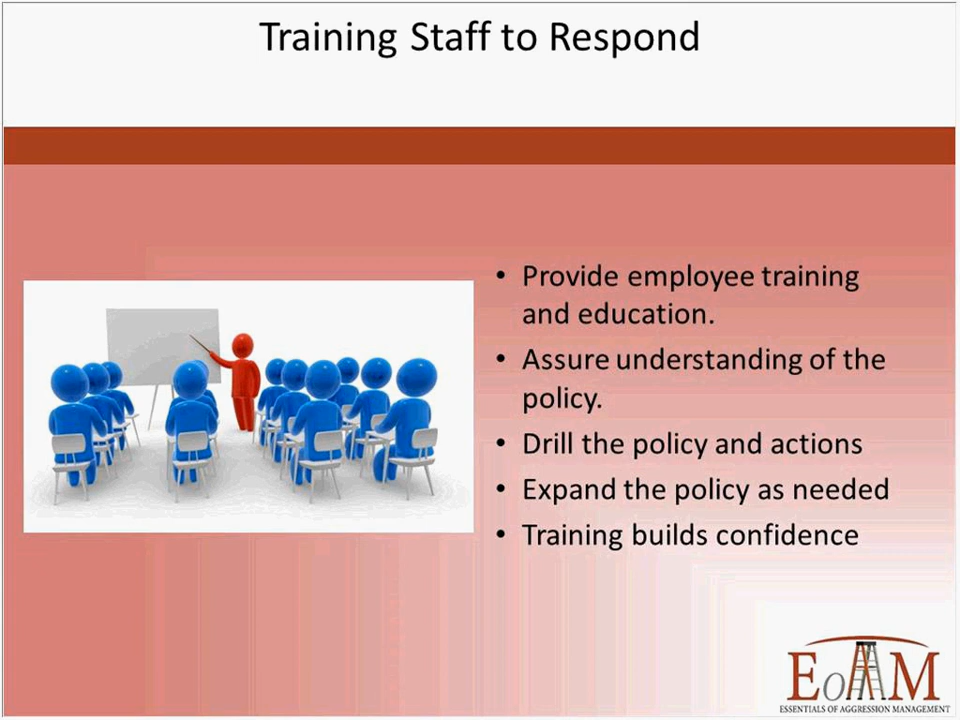 Training Staff to Respond
• Provide employee training
and education.
• Assure understanding of the
policy.
• Drill the policy and actions
• Expand the policy as needed
• Training builds confidence
EoAM
ESSENTIALS OF AGGRESSION MANAGEMENT